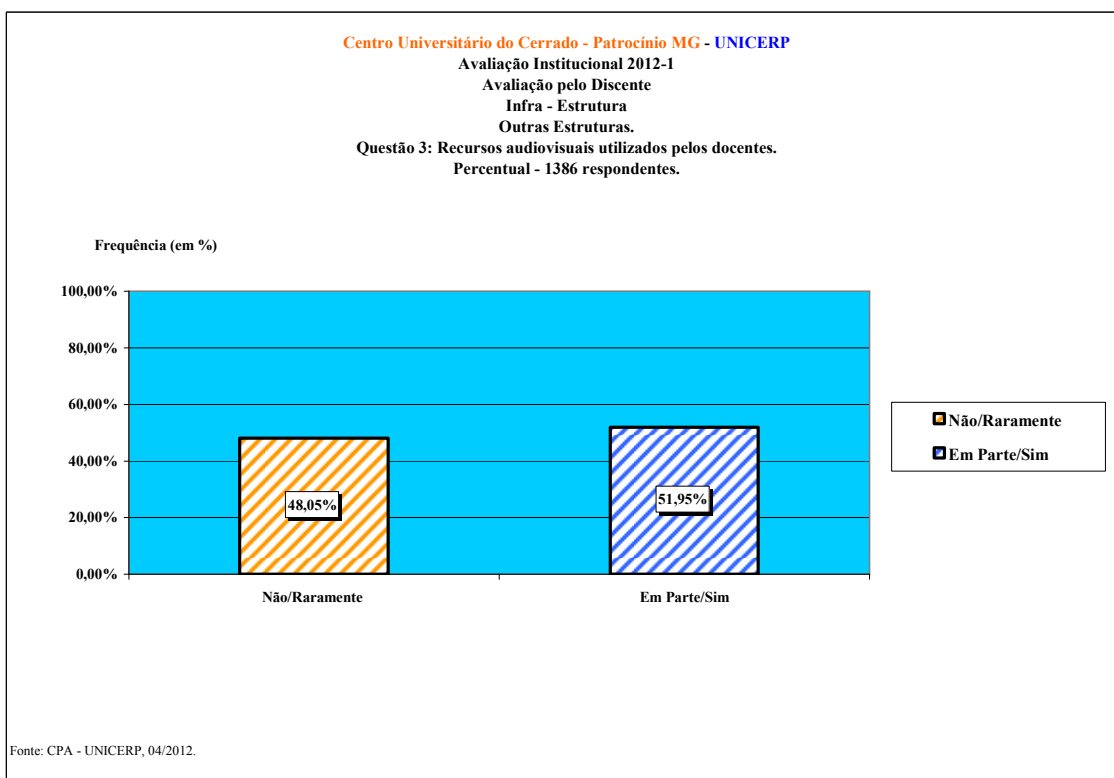 Centro Universitário do Cerrado - Patrocínio MG - UNICERP
Avaliação Institucional 2012-1
Avaliação pelo Discente
Infra - Estrutura
Outras Estruturas.
Questão 3: Recursos audiovisuais utilizados pelos docentes.
Percentual - 1386 respondentes.
Frequência (em %)
100,00%
80,00%
60,00%
40,00%
20,00%
0,00%
48,05%
51,95%
Não/Raramente
Em Parte/Sim
Não/Raramente
Em Parte/Sim
Fonte: CPA - UNICERP, 04/2012.